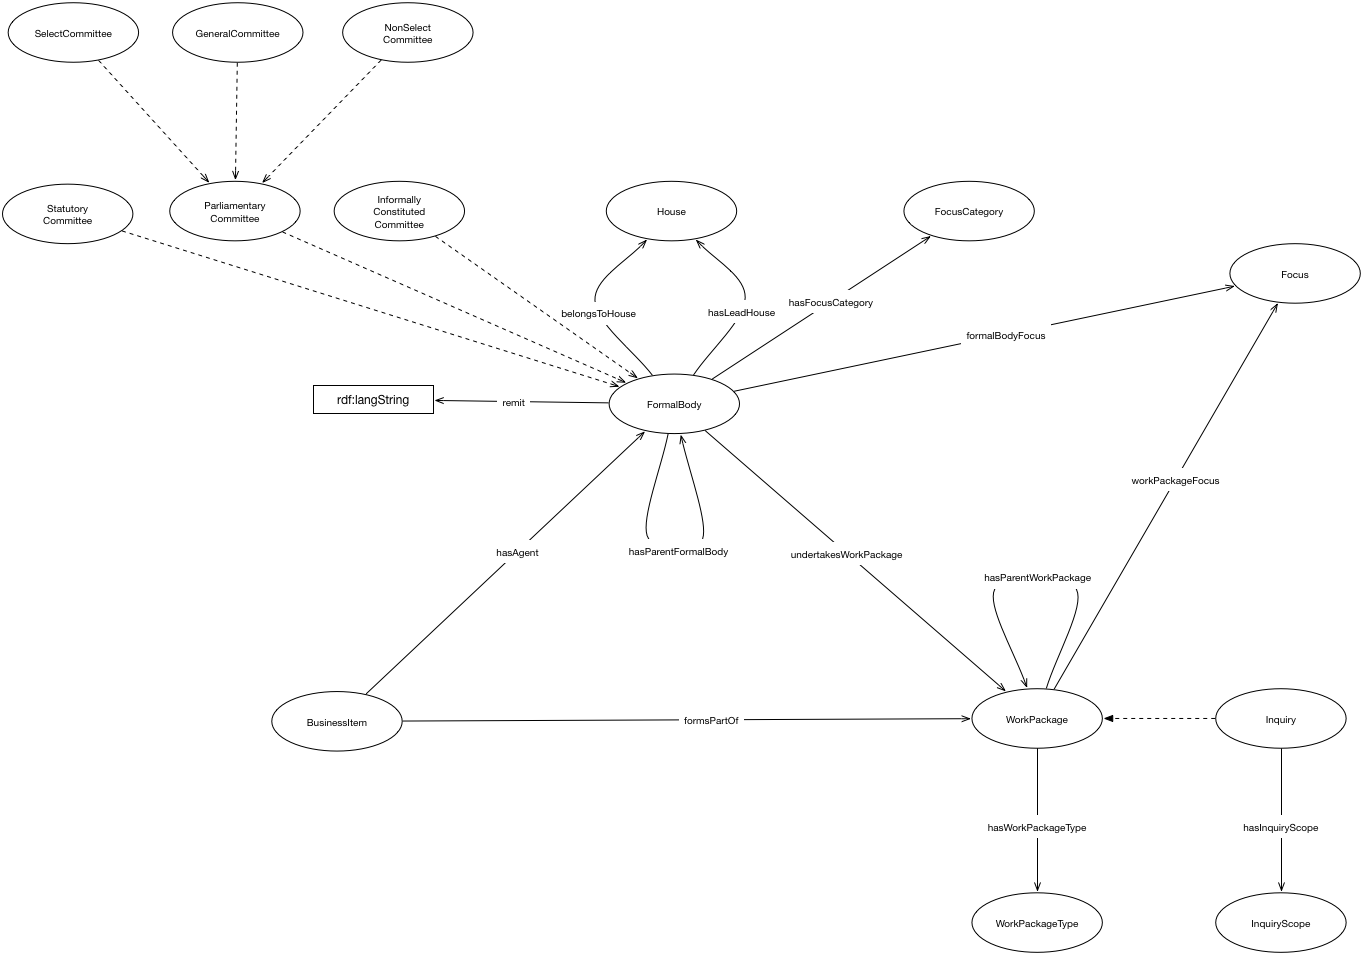 SelectCommittee
GeneralCommittee
NonSelect
Committee
Statutory
Committee
Parliamentary
Committee
Informally
Constituted
Committee
House
FocusCategory
Focus
belongsToHouse
hasLeadHouse
hasFocusCategory
formalBodyFocus
rdf:langString
remit
FormalBody
workPackageFocus
hasAgent
hasParentFormalBody
undertakesWorkPackage
hasParentWorkPackage
BusinessItem
formsPartOf
WorkPackage
Inquiry
hasWorkPackageType
hasInquiryScope
WorkPackageType
InquiryScope